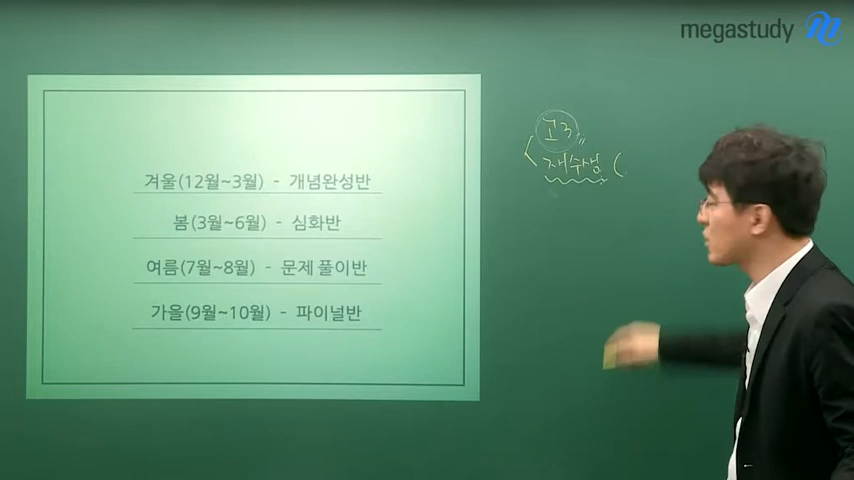 megastudy
겨울(12월~3월) - 개념완성반
봄(3월~6월) - 심화반
여름(7월~8월) - 문제 풀이반
가을(9월~10월) - 파이널반
고3
재수생 (